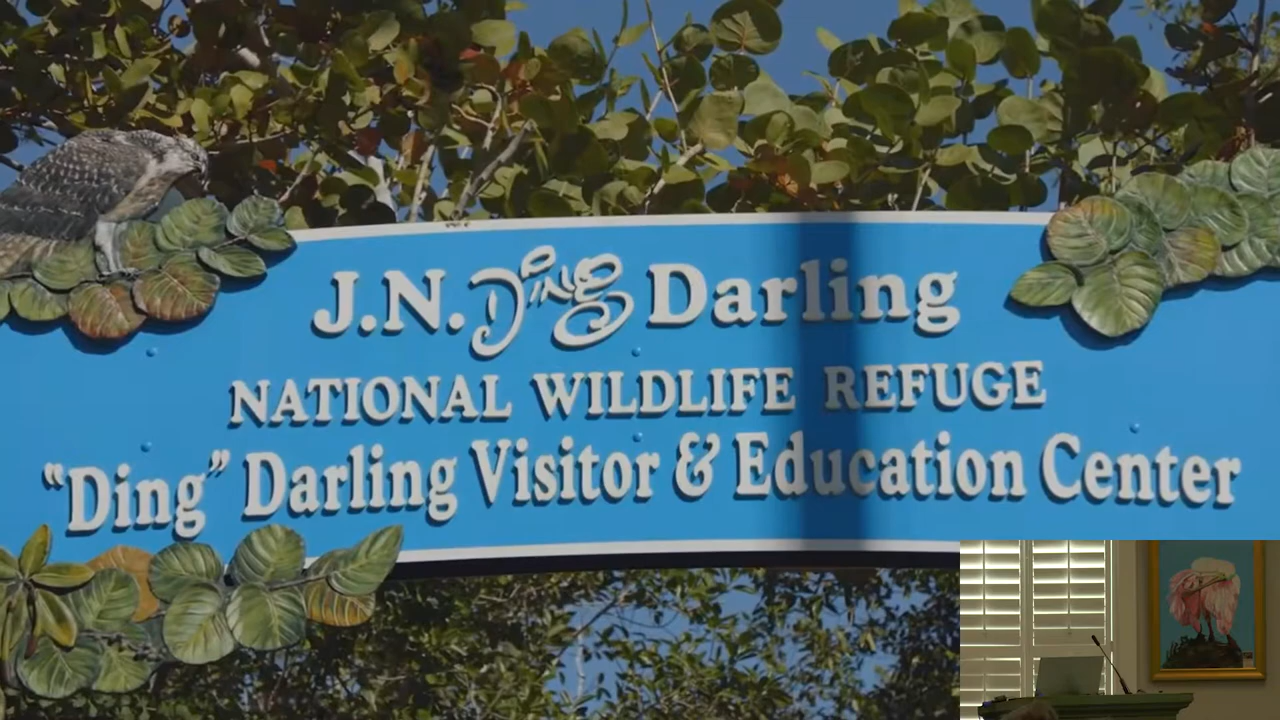 J.N. Ding Darling
NATIONAL WILDLIFE REFUGE
"Ding" Darling Visitor & Education Center